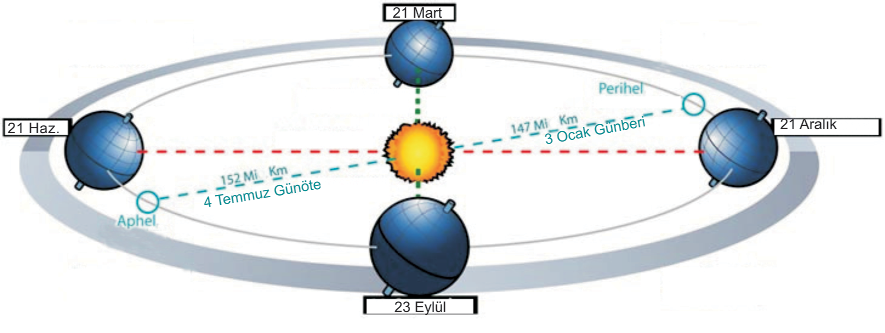 21 Mart
Perihel
147 Mi Km
3 Ocak Günberi
21 Haz.
21 Aralık
152 Mi Km
4 Temmuz Günöte
Aphel
23 Eylül